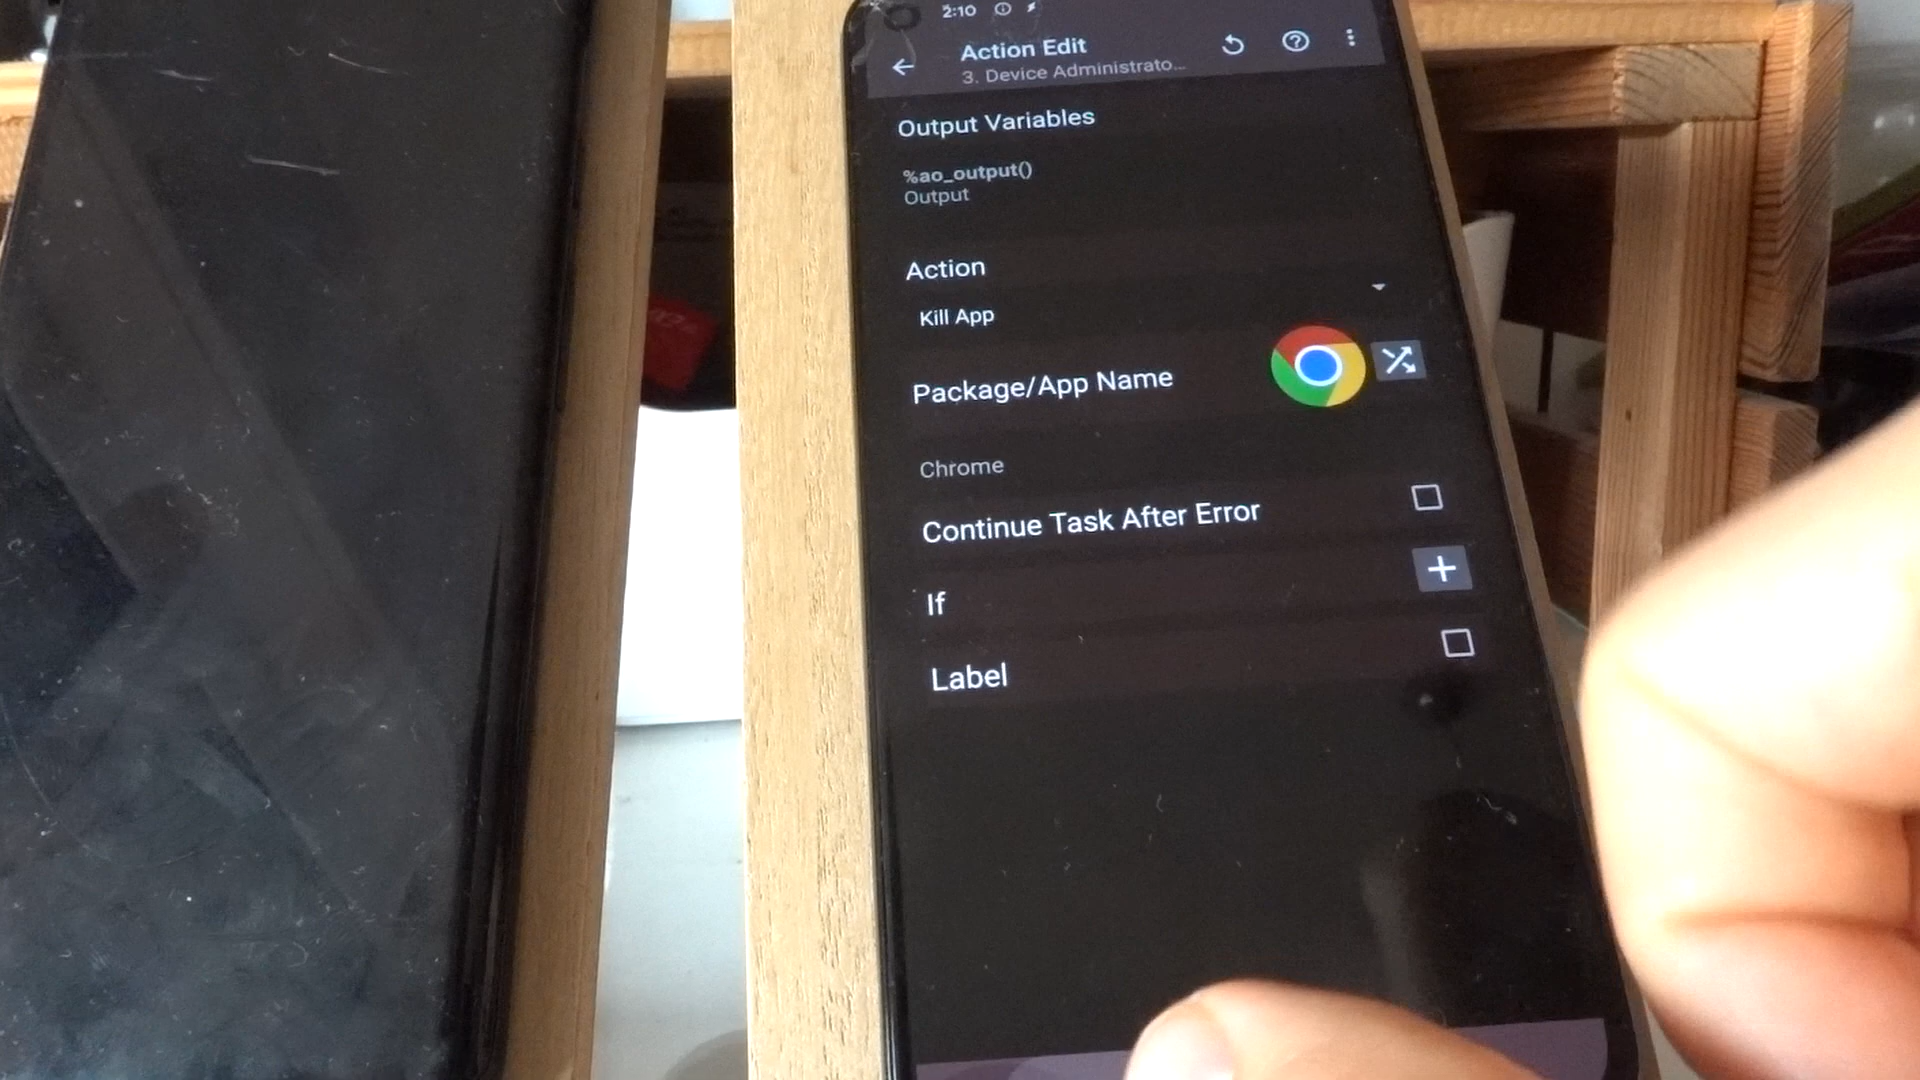 2:10
Action Edit
3. Device Administrato...
Output Variables
%ao_output()
Output
Action
Kill App
Package/App Name
Chrome
Continue Task After Error
If
Label